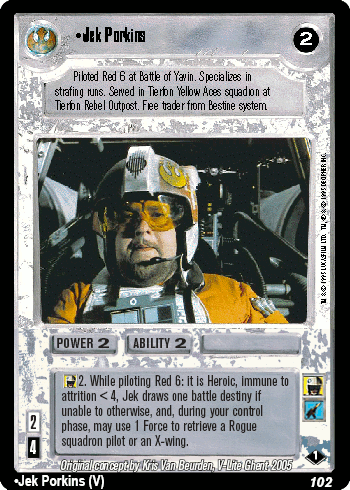 •Jek Porkins
2
Piloted Red 6 at Battle of Yavin. Specializes in
strafing runs. Served in Tierfon Yellow Aces squadron at
Tierfon Rebel Outpost. Free trader from Bestine system.
POWER 2
ABILITY 2
2. While piloting Red 6: It is Heroic, immune to
attrition < 4, Jek draws one battle destiny if
unable to otherwise, and, during your control
phase, may use 1 Force to retrieve a Rogue
squadron pilot or an X-wing.
2
4
1
Original concept by Kris Van Beurden, V-Lite Ghent 2005
•Jek Porkins (V)
102